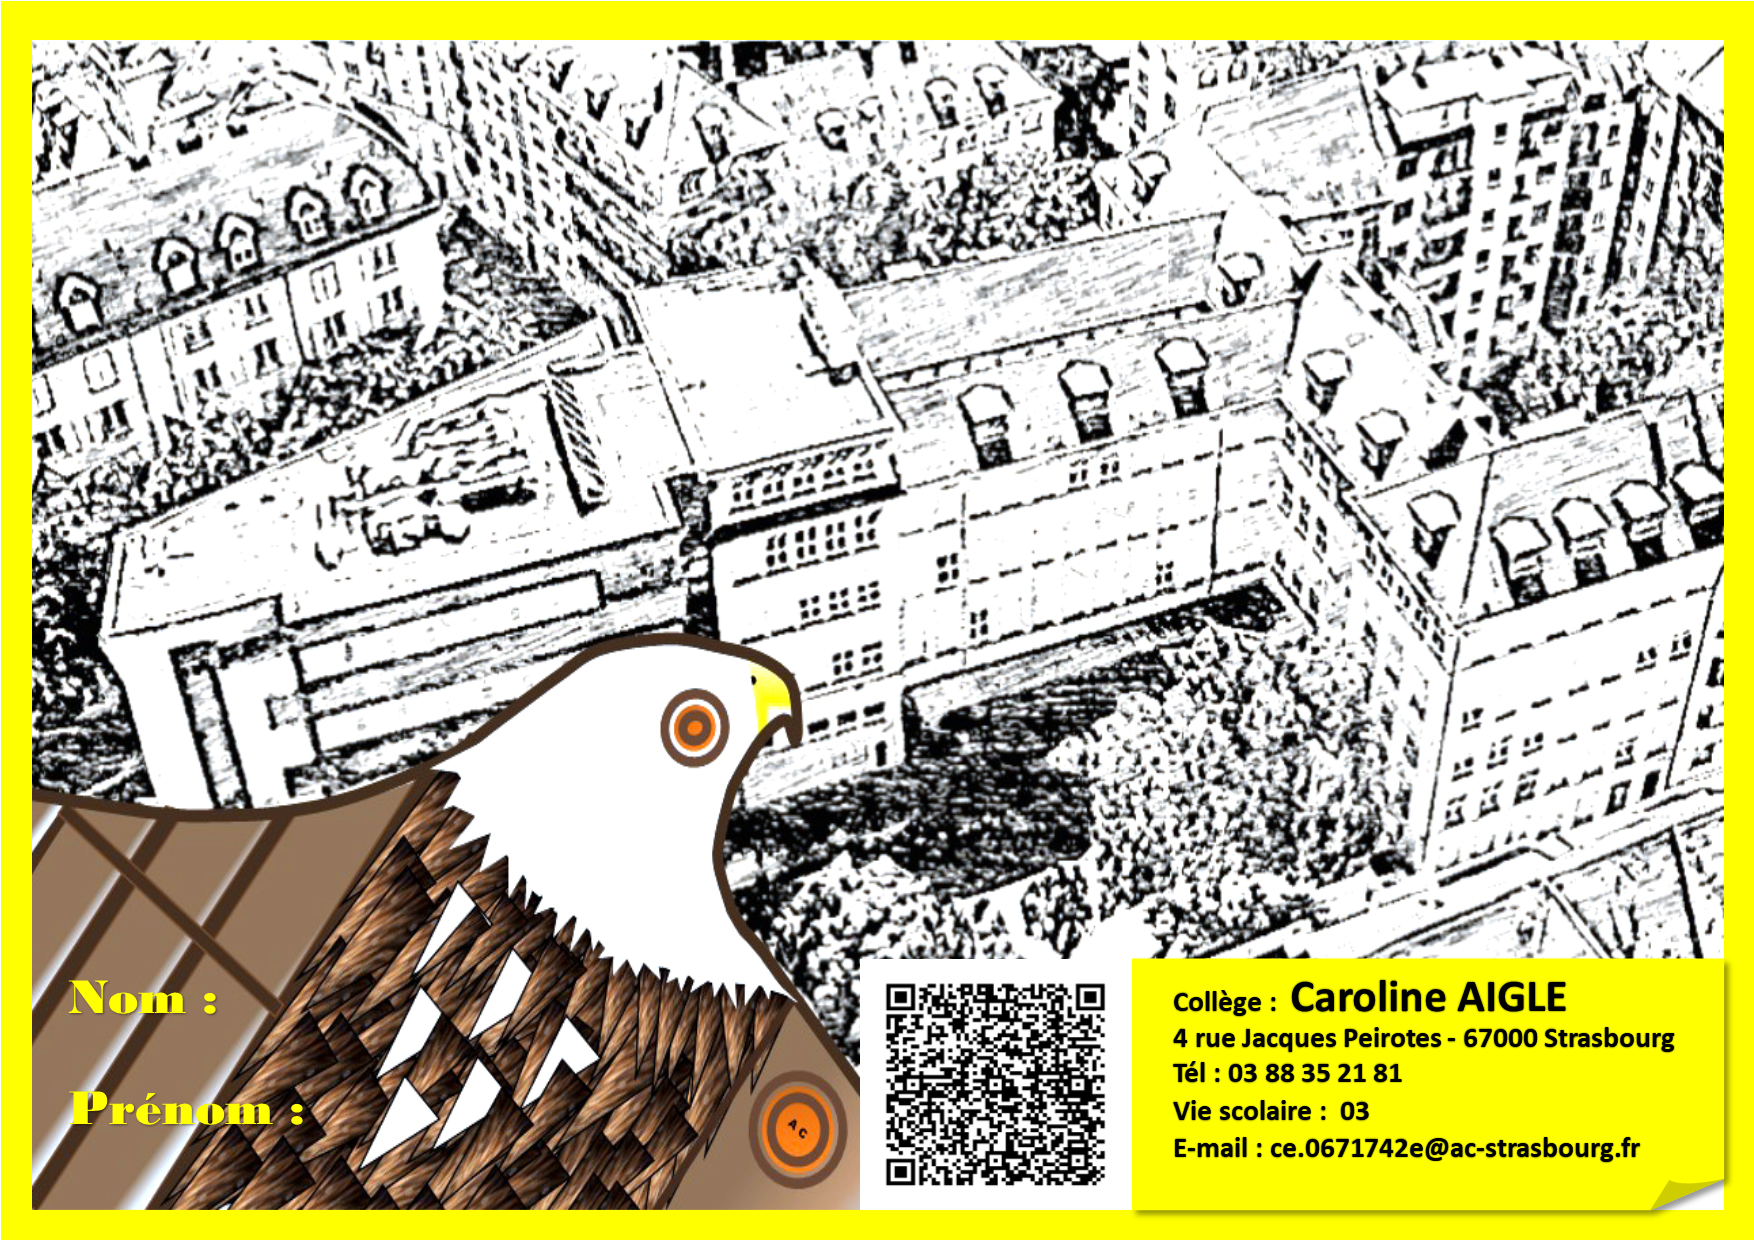 Nom :
Prénom :
AC
Collège : Caroline AIGLE
4 rue Jacques Peirotes - 67000 Strasbourg
Tél : 03 88 35 21 81
Vie scolaire : 03
E-mail : ce.0671742e@ac-strasbourg.fr